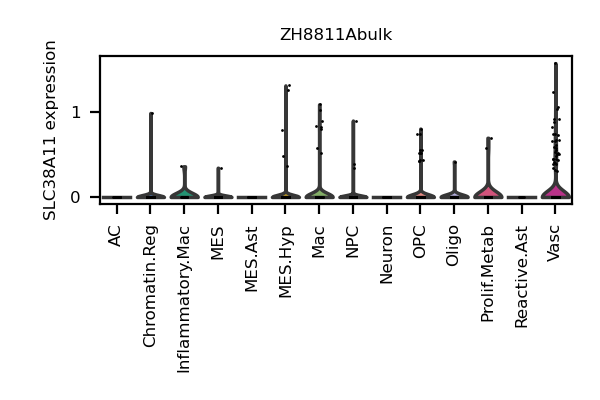 ZH8811Abulk
SLC38A11 expression
1
0
AC
Chromatin.Reg
Inflammatory.Mac
MES
MES.Ast
MES.Hyp
Mac
NPC
Neuron
OPC
Oligo
Prolif.Metab
Reactive.Ast
Vasc